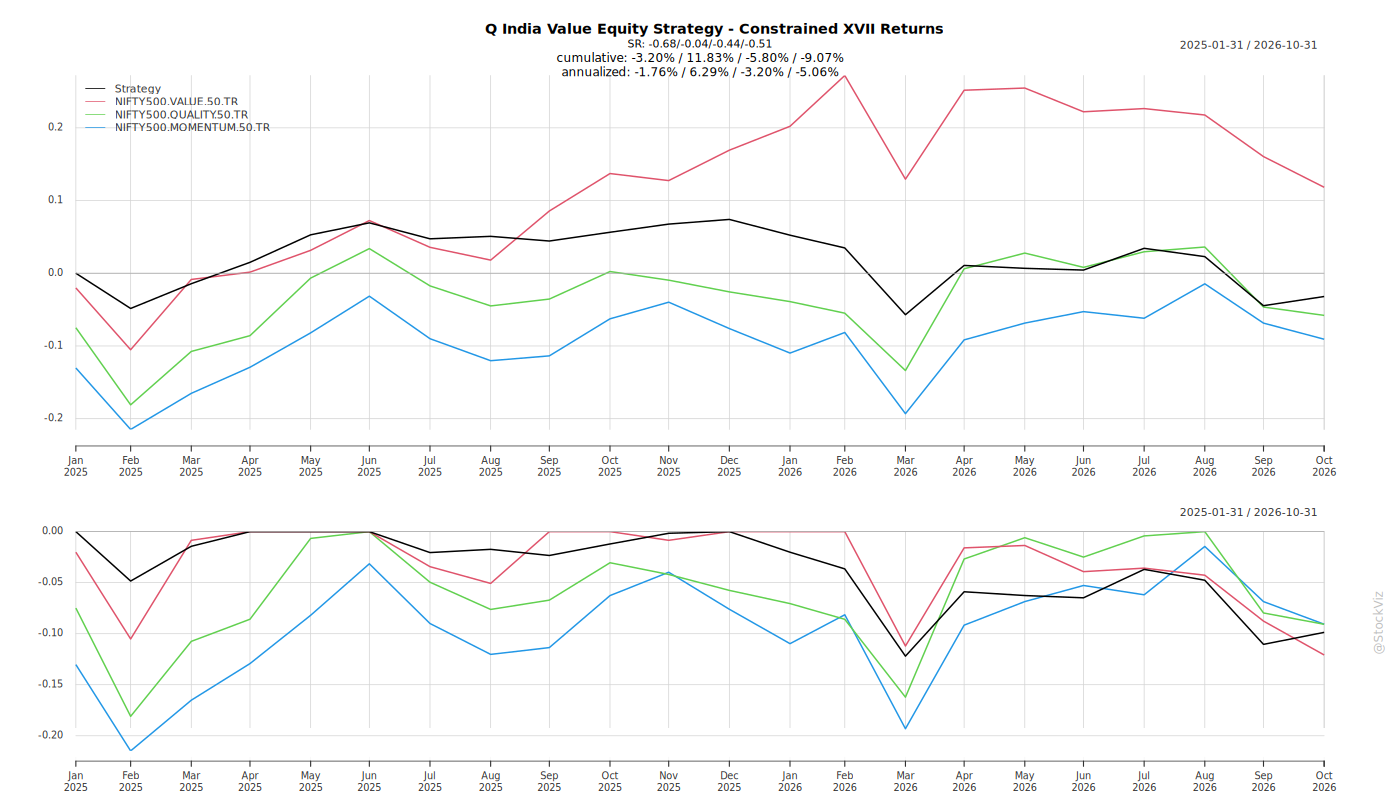 Q India Value Equity Strategy - Constrained XVII Returns
SR: -0.68/-0.04/-0.44/-0.51
cumulative: -3.20% / 11.83% / -5.80% / -9.07%
annualized: -1.76% / 6.29% / -3.20% / -5.06%
2025-01-31 / 2026-10-31
Strategy
NIFTY500.VALUE.50.TR
NIFTY500.QUALITY.50.TR
NIFTY500.MOMENTUM.50.TR
0.2
0.1
0.0
-0.1
-0.2
Jan Feb Mar Apr May Jun Jul Aug Sep Oct Nov Dec Jan Feb Mar Apr May Jun Jul Aug Sep Oct
2025 2025 2025 2025 2025 2025 2025 2025 2025 2025 2025 2025 2026 2026 2026 2026 2026 2026 2026 2026 2026 2026
2025-01-31 / 2026-10-31
0.00
-0.05
-0.10
-0.15
-0.20
Jan Feb Mar Apr May Jun Jul Aug Sep Oct Nov Dec Jan Feb Mar Apr May Jun Jul Aug Sep Oct
2025 2025 2025 2025 2025 2025 2025 2025 2025 2025 2025 2025 2026 2026 2026 2026 2026 2026 2026 2026 2026 2026
@StockViz